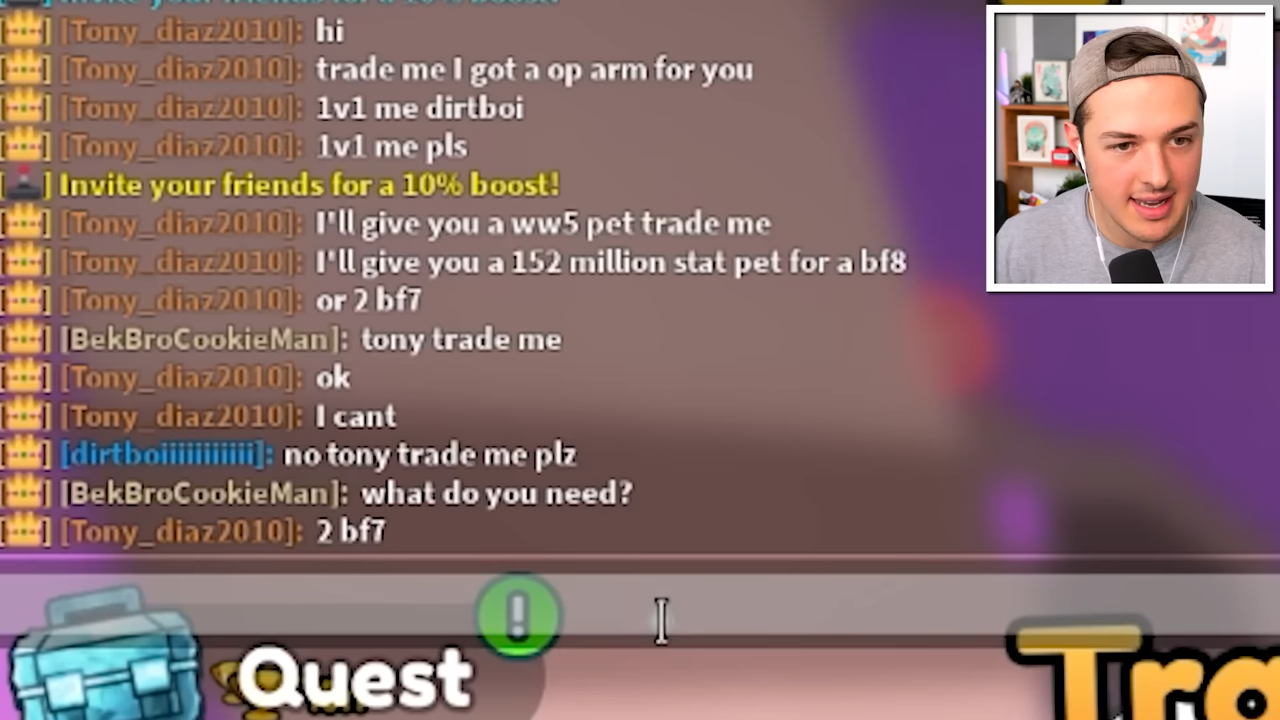 [Tony_diaz2010]: hi
[Tony_diaz2010]: trade me I got a op arm for you
[Tony_diaz2010]: 1v1 me dirtboi
[Tony_diaz2010]: 1v1 me pls
Invite your friends for a 10% boost!
[Tony_diaz2010]: I'll give you a ww5 pet trade me
[Tony_diaz2010]: I'll give you a 152 million stat pet for a bf8
[Tony_diaz2010]: or 2 bf7
[BekBroCookieMan]: tony trade me
[Tony_diaz2010]: ok
[Tony_diaz2010]: I cant
[dirtboiiiiiiiiiiii]: no tony trade me plz
[BekBroCookieMan]: what do you need?
[Tony_diaz2010]: 2 bf7
Quest